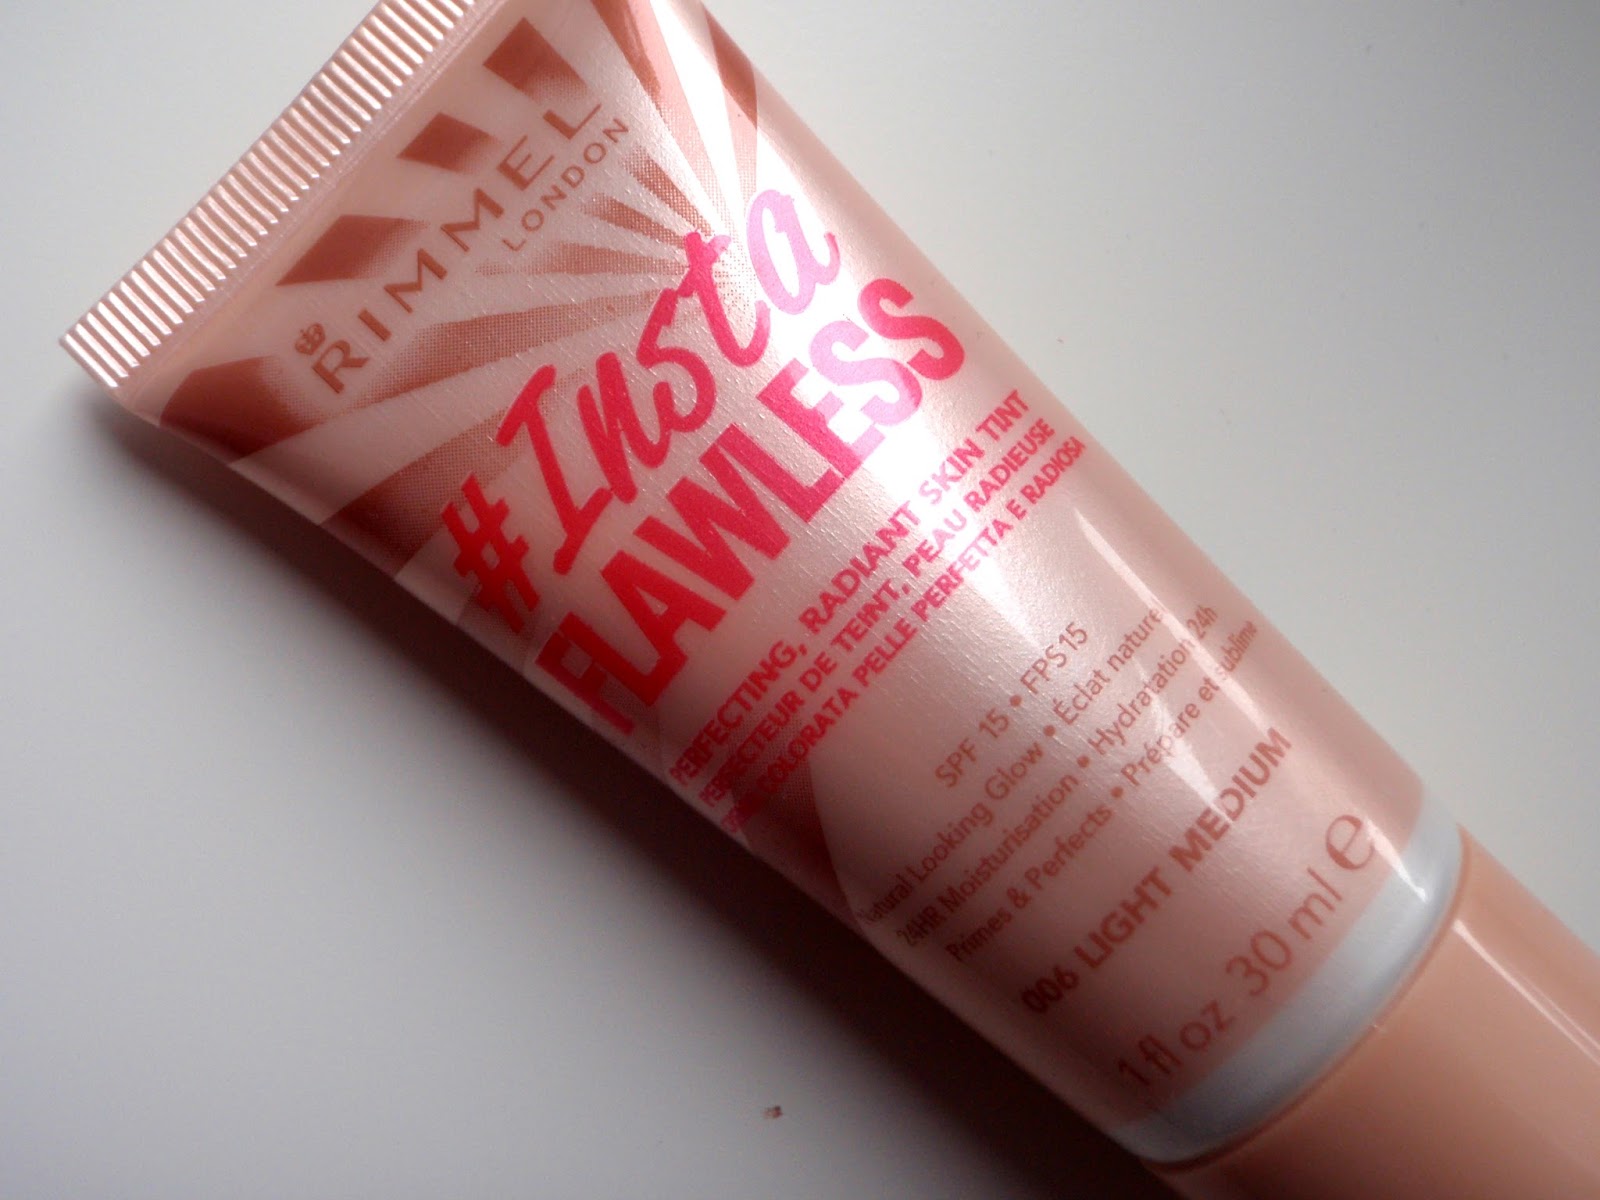 RIMMEL
LONDON
#Insta
FLAWLESS
PERFECTING, RADIANT SKIN TINT
PERFECTEUR DE TEINT, PEAU RADIEUSE
COLORATA PELLE PERFETTA E RADIOSA
SPF 15 • FPS 15
Natural Looking Glow • Éclat naturel
24HR Moisturisation • Hydratation 24h
Primes & Perfects • Prépare et sublime
006 LIGHT MEDIUM
1 fl oz 30 ml e